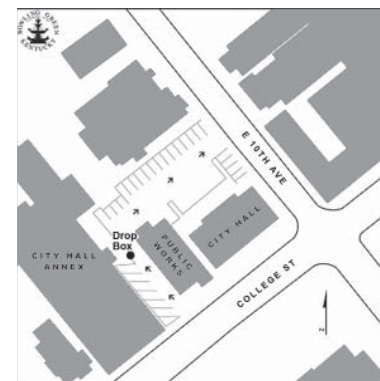 BOWLING GREEN
KENTUCKY
E 10TH AVE
Drop
Box
CITY HALL
ANNEX
PUBLIC
WORKS
CITY HALL
COLLEGE ST
N